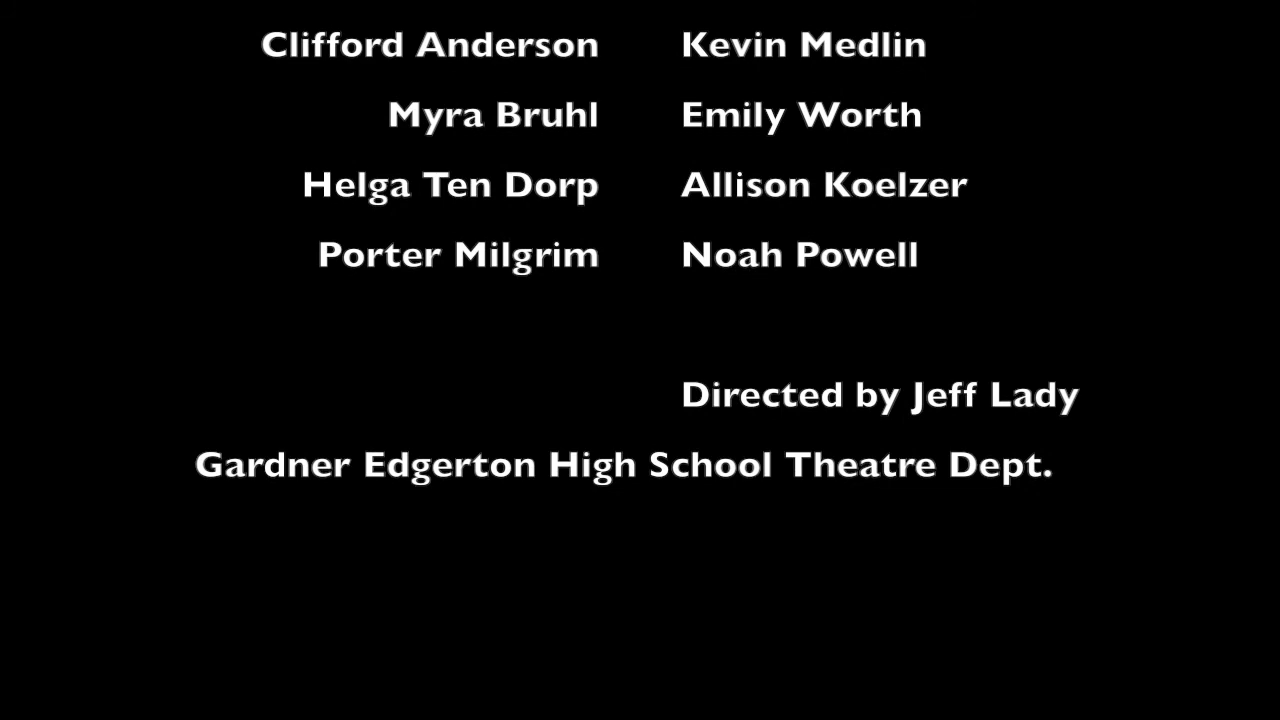 Clifford Anderson Kevin Medlin
Myra Bruhl Emily Worth
Helga Ten Dorp Allison Koelzer
Porter Milgrim Noah Powell
Directed by Jeff Lady
Gardner Edgerton High School Theatre Dept.